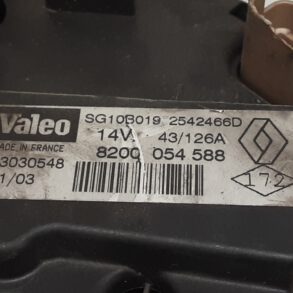 Valeo
SG10B019 2542466D
14V 43/126A
MADE IN FRANCE
8200 054 588
3030548
1/03
172